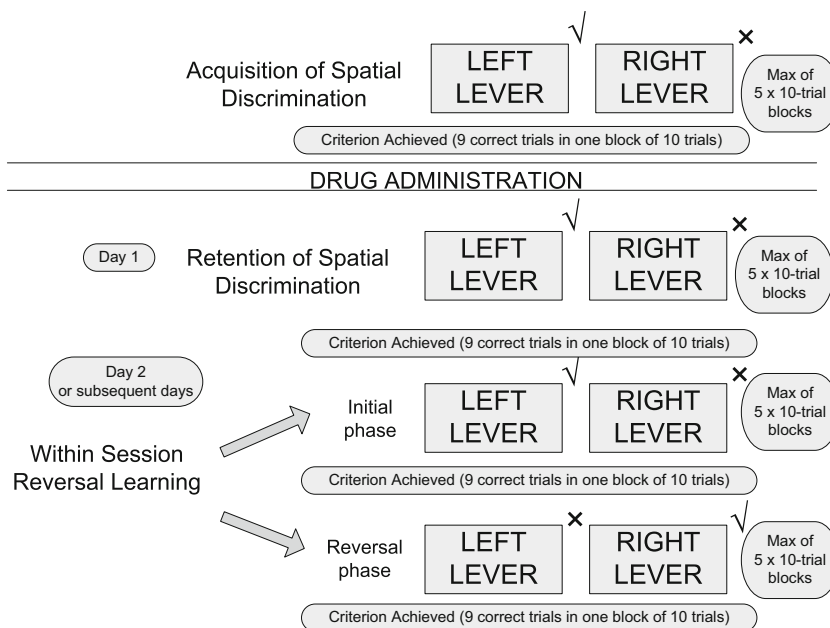 √
×
Acquisition of Spatial
Discrimination
LEFT
LEVER
RIGHT
LEVER
Max of
5 x 10-trial
blocks
Criterion Achieved (9 correct trials in one block of 10 trials)
DRUG ADMINISTRATION
√
×
Day 1
Retention of Spatial
Discrimination
LEFT
LEVER
RIGHT
LEVER
Max of
5 x 10-trial
blocks
Criterion Achieved (9 correct trials in one block of 10 trials)
Day 2
or subsequent days
√
×
Initial
phase
LEFT
LEVER
RIGHT
LEVER
Max of
5 x 10-trial
blocks
Within Session
Reversal Learning
Criterion Achieved (9 correct trials in one block of 10 trials)
×
√
Reversal
phase
LEFT
LEVER
RIGHT
LEVER
Max of
5 x 10-trial
blocks
Criterion Achieved (9 correct trials in one block of 10 trials)